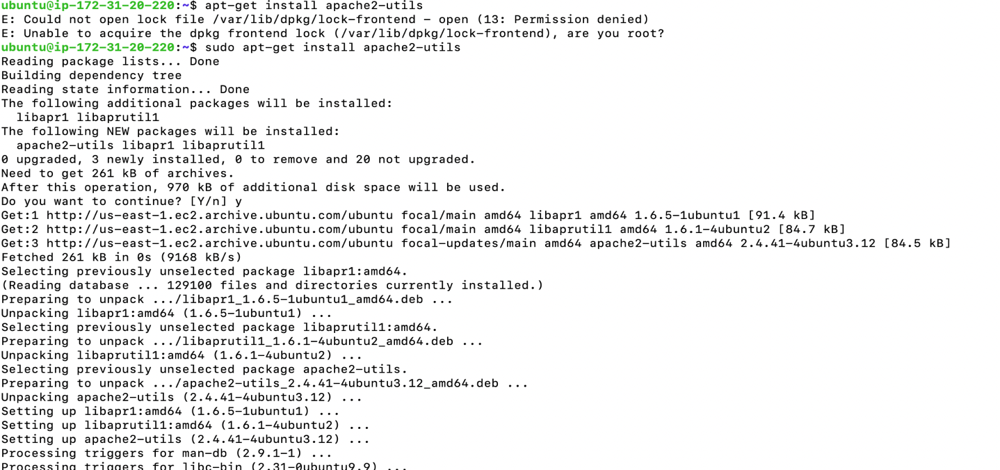 ubuntu@ip-172-31-20-220:~$ apt-get install apache2-utils
E: Could not open lock file /var/lib/dpkg/lock-frontend - open (13: Permission denied)
E: Unable to acquire the dpkg frontend lock (/var/lib/dpkg/lock-frontend), are you root?
ubuntu@ip-172-31-20-220:~$ sudo apt-get install apache2-utils
Reading package lists... Done
Building dependency tree
Reading state information... Done
The following additional packages will be installed:
  libapr1 libaprutil1
The following NEW packages will be installed:
  apache2-utils libapr1 libaprutil1
0 upgraded, 3 newly installed, 0 to remove and 20 not upgraded.
Need to get 261 kB of archives.
After this operation, 970 kB of additional disk space will be used.
Do you want to continue? [Y/n] y
Get:1 http://us-east-1.ec2.archive.ubuntu.com/ubuntu focal/main amd64 libapr1 amd64 1.6.5-1ubuntu1 [91.4 kB]
Get:2 http://us-east-1.ec2.archive.ubuntu.com/ubuntu focal/main amd64 libaprutil1 amd64 1.6.1-4ubuntu2 [84.7 kB]
Get:3 http://us-east-1.ec2.archive.ubuntu.com/ubuntu focal-updates/main amd64 apache2-utils amd64 2.4.41-4ubuntu3.12 [84.5 kB]
Fetched 261 kB in 0s (9168 kB/s)
Selecting previously unselected package libapr1:amd64.
(Reading database ... 129100 files and directories currently installed.)
Preparing to unpack .../libapr1_1.6.5-1ubuntu1_amd64.deb ...
Unpacking libapr1:amd64 (1.6.5-1ubuntu1) ...
Selecting previously unselected package libaprutil1:amd64.
Preparing to unpack .../libaprutil1_1.6.1-4ubuntu2_amd64.deb ...
Unpacking libaprutil1:amd64 (1.6.1-4ubuntu2) ...
Selecting previously unselected package apache2-utils.
Preparing to unpack .../apache2-utils_2.4.41-4ubuntu3.12_amd64.deb ...
Unpacking apache2-utils (2.4.41-4ubuntu3.12) ...
Setting up libapr1:amd64 (1.6.5-1ubuntu1) ...
Setting up libaprutil1:amd64 (1.6.1-4ubuntu2) ...
Setting up apache2-utils (2.4.41-4ubuntu3.12) ...
Processing triggers for man-db (2.9.1-1) ...
Processing triggers for libc-bin (2.31-0ubuntu9.9) ...